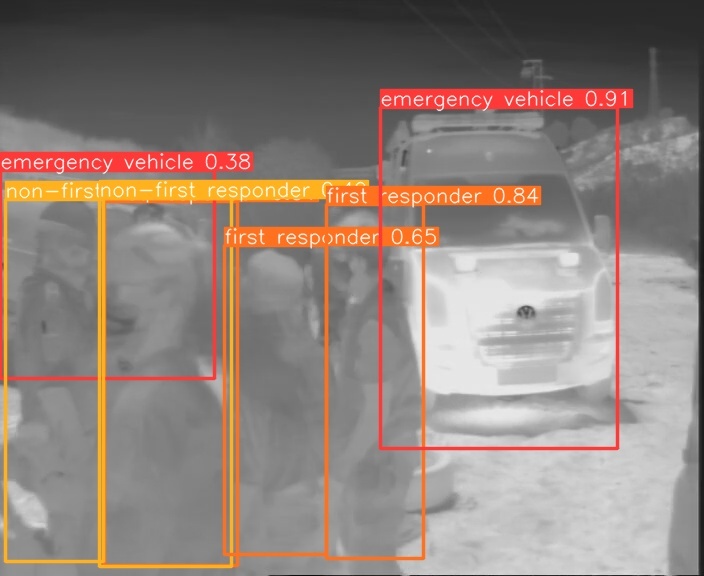 emergency vehicle 0.91
emergency vehicle 0.38
non-first
non-first responder
first responder 0.84
first responder 0.65